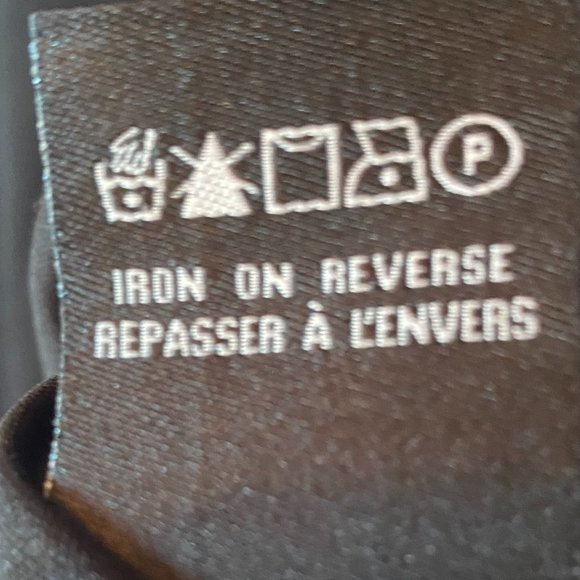 P
IRON ON REVERSE
REPASSER À L'ENVERS